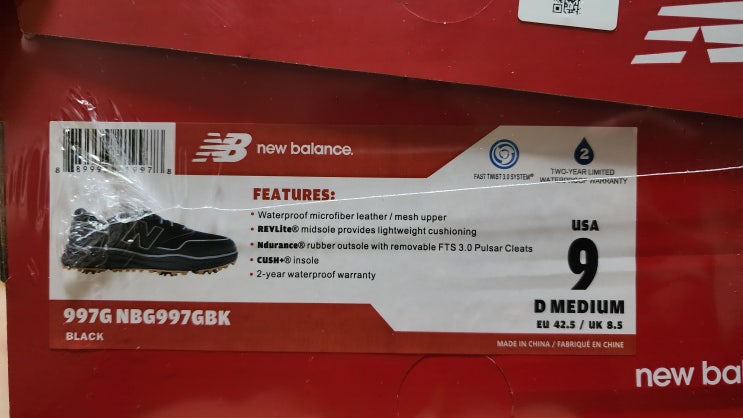 NB new balance.
FAST TWIST 3.0 SYSTEM®
2
TWO-YEAR LIMITED
WATERPROOF WARRANTY
FEATURES:
• Waterproof microfiber leather / mesh upper
• REVLite® midsole provides lightweight cushioning
• Ndurance® rubber outsole with removable FTS 3.0 Pulsar Cleats
• CUSH+® insole
• 2-year waterproof warranty
USA
9
D MEDIUM
EU 42.5 / UK 8.5
997G NBG997GBK
BLACK
MADE IN CHINA / FABRIQUÉ EN CHINE
new bal